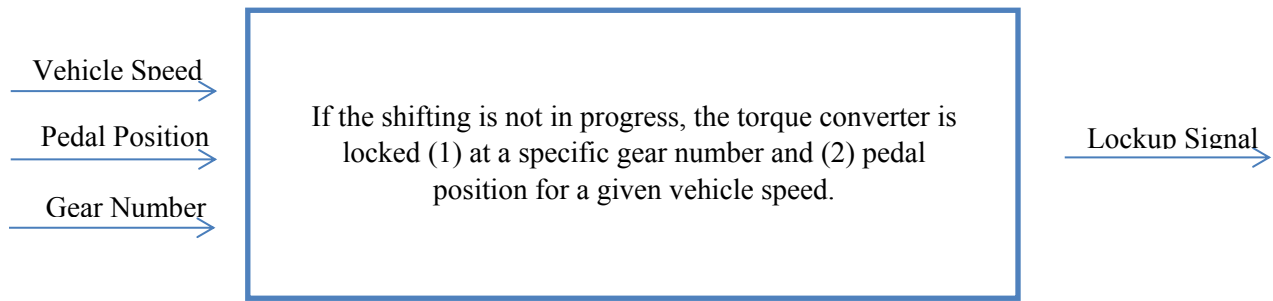 Vehicle Speed
Pedal Position
Gear Number
If the shifting is not in progress, the torque converter is
locked (1) at a specific gear number and (2) pedal
position for a given vehicle speed.
Lockup Signal